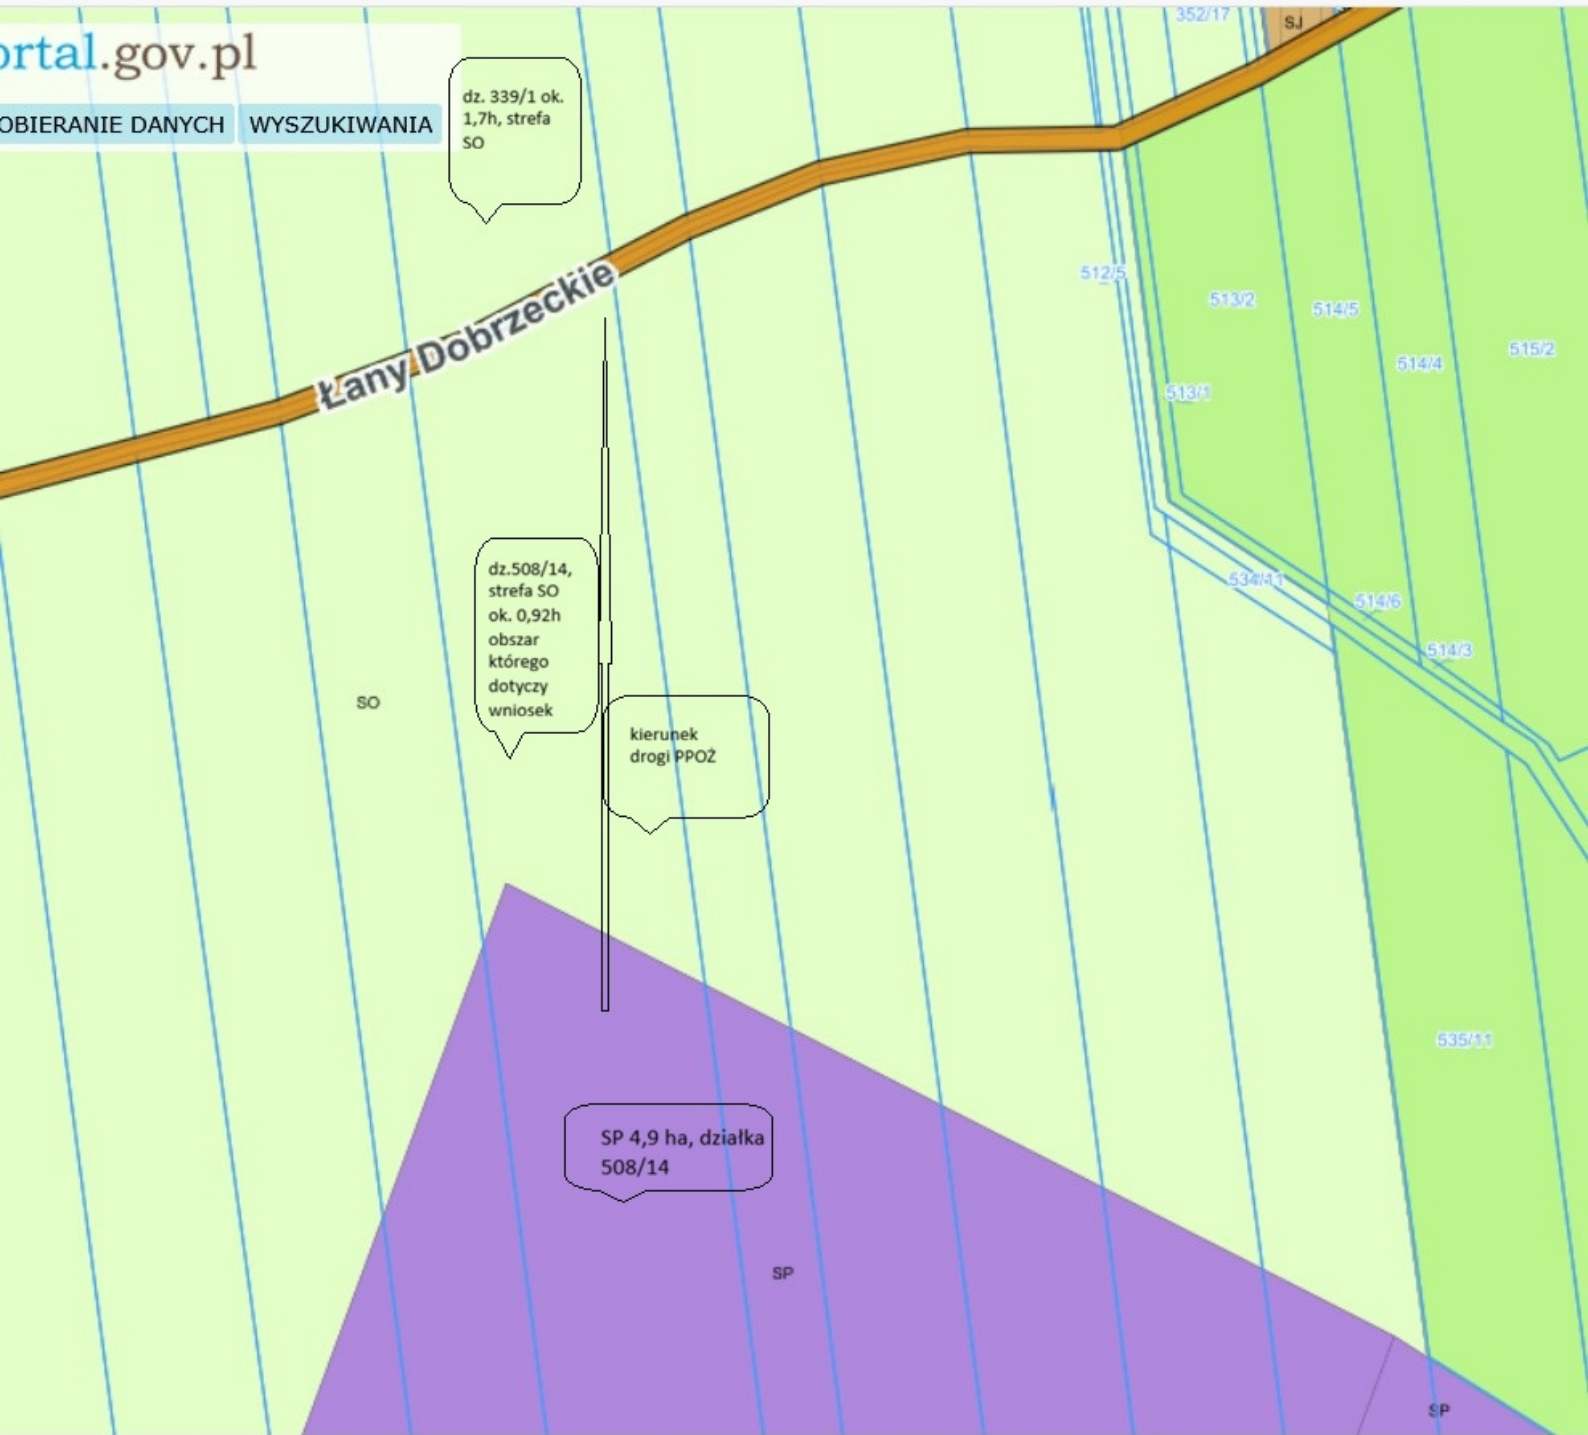 ortal.gov.pl
OBIERANIE DANYCH WYSZUKIWANIA
dz. 339/1 ok.
1,7h, strefa
SO
352/17
SJ
Łany Dobrzeckie
512/5
513/2
514/5
515/2
514/4
513/1
dz.508/14,
strefa SO
ok. 0,92h
obszar
którego
dotyczy
wniosek
534/11
514/6
514/3
SO
kierunek
drogi PPOŻ
535/11
SP 4,9 ha, działka
508/14
SP
SP